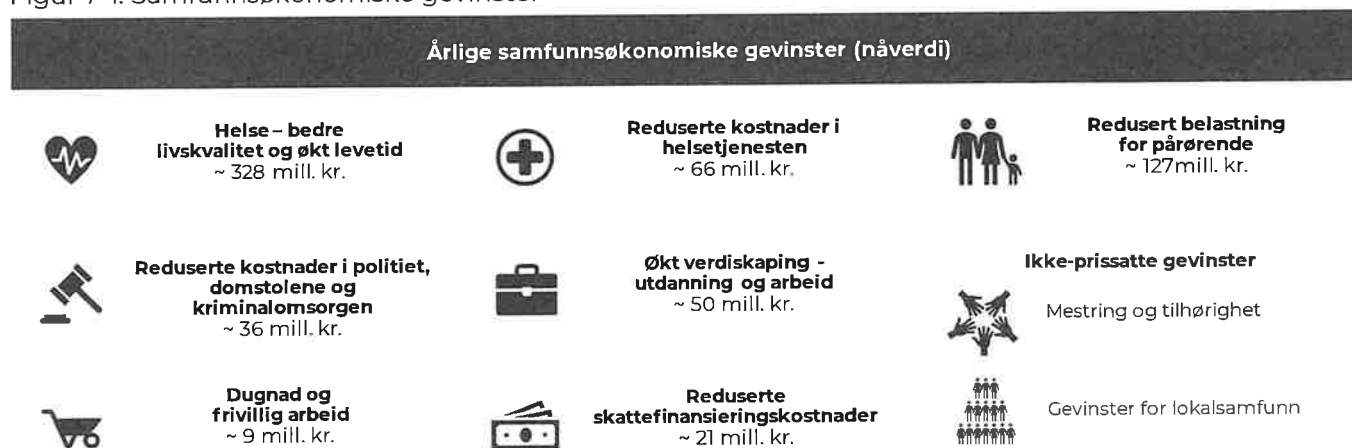 Årlige samfunnsøkonomiske gevinster (nåverdi)
Helse – bedre
livskvalitet og økt levetid
~ 328 mill. kr.
Reduserte kostnader i
helsetjenesten
~ 66 mill. kr.
Redusert belastning
for pårørende
~ 127mill. kr.
Reduserte kostnader i politiet,
domstolene og
kriminalomsorgen
~ 36 mill. kr.
Økt verdiskaping -
utdanning og arbeid
~ 50 mill. kr.
Ikke-prissatte gevinster
Mestring og tilhørighet
Dugnad og
frivillig arbeid
~ 9 mill. kr.
Reduserte
skattefinansieringskostnader
~ 21 mill. kr.
Gevinster for lokalsamfunn